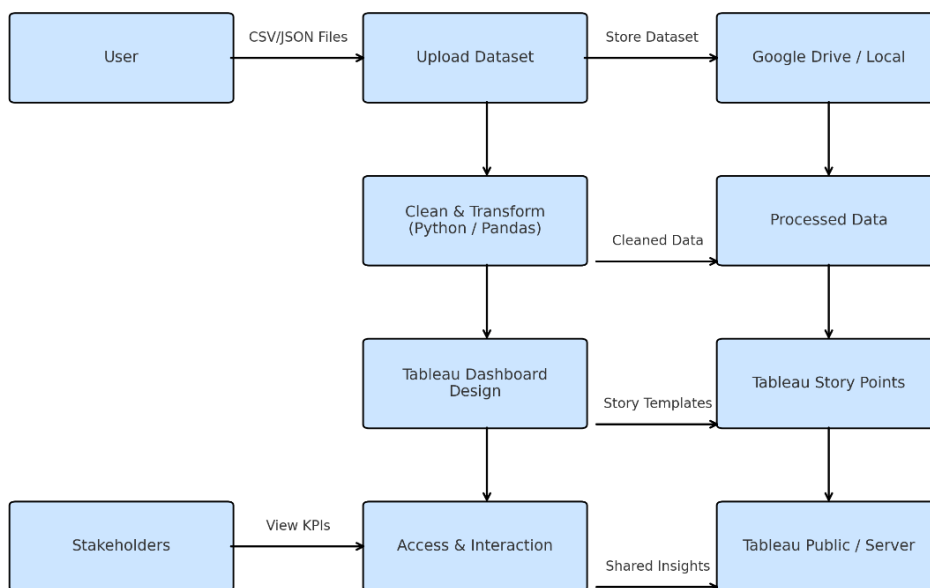 User
CSV/JSON Files
Upload Dataset
Store Dataset
Google Drive / Local
Clean & Transform
(Python / Pandas)
Cleaned Data
Processed Data
Tableau Dashboard
Design
Story Templates
Tableau Story Points
Stakeholders
View KPIs
Access & Interaction
Shared Insights
Tableau Public / Server